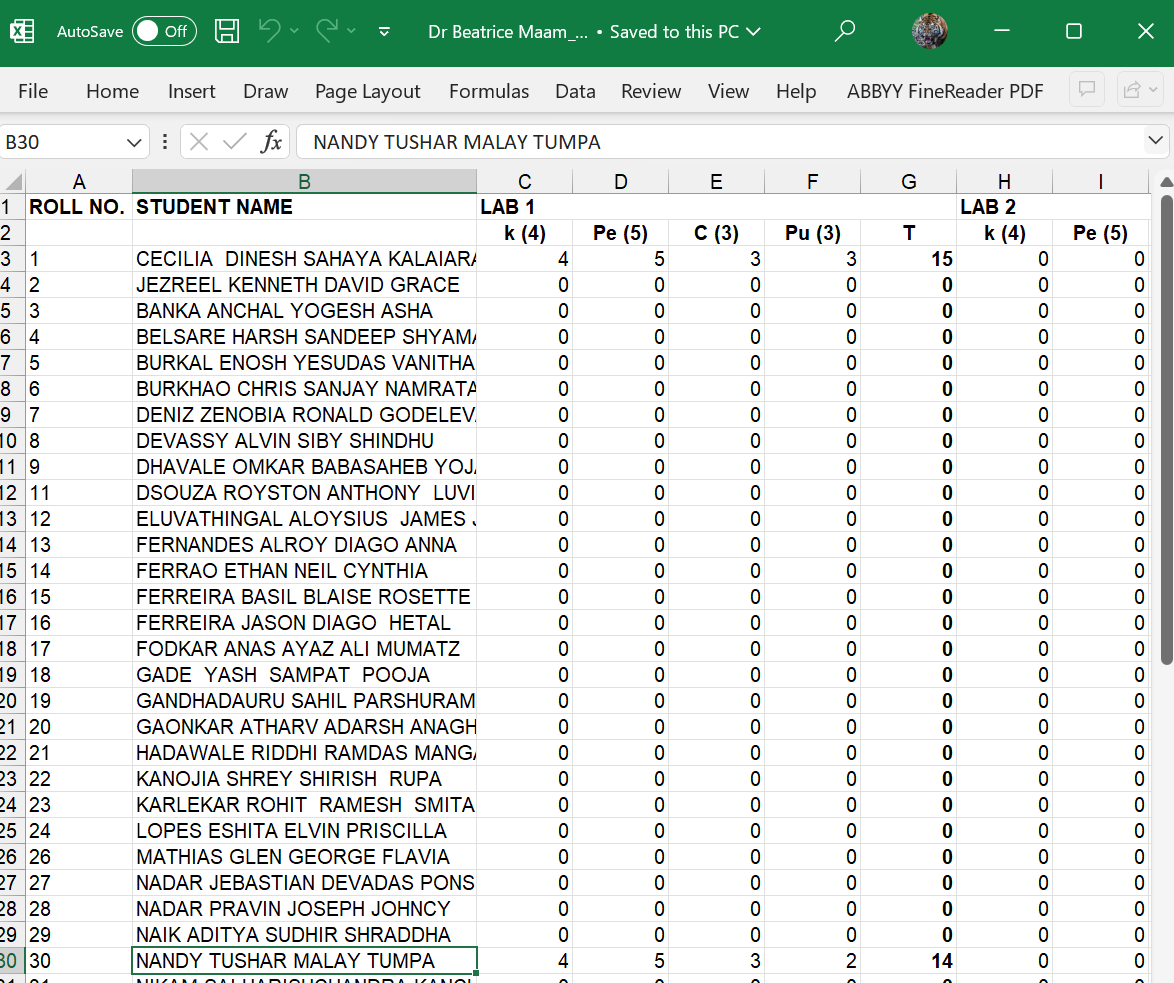 AutoSave Off Dr Beatrice Maam_... • Saved to this PC
File Home Insert Draw Page Layout Formulas Data Review View Help ABBYY FineReader PDF
B30 fx NANDY TUSHAR MALAY TUMPA
A B C D E F G H I
1 ROLL NO. STUDENT NAME LAB 1 LAB 2
2 k (4) Pe (5) C (3) Pu (3) T k (4) Pe (5)
3 1 CECILIA DINESH SAHAYA KALAIARA 4 5 3 3 15 0 0
4 2 JEZREEL KENNETH DAVID GRACE 0 0 0 0 0 0 0
5 3 BANKA ANCHAL YOGESH ASHA 0 0 0 0 0 0 0
6 4 BELSARE HARSH SANDEEP SHYAMA 0 0 0 0 0 0 0
7 5 BURKAL ENOSH YESUDAS VANITHA 0 0 0 0 0 0 0
8 6 BURKHAO CHRIS SANJAY NAMRATA 0 0 0 0 0 0 0
9 7 DENIZ ZENOBIA RONALD GODELEV 0 0 0 0 0 0 0
10 8 DEVASSY ALVIN SIBY SHINDHU 0 0 0 0 0 0 0
11 9 DHAVALE OMKAR BABASAHEB YOJA 0 0 0 0 0 0 0
12 11 DSOUZA ROYSTON ANTHONY LUVI 0 0 0 0 0 0 0
13 12 ELUVATHINGAL ALOYSIUS JAMES J 0 0 0 0 0 0 0
14 13 FERNANDES ALROY DIAGO ANNA 0 0 0 0 0 0 0
15 14 FERRAO ETHAN NEIL CYNTHIA 0 0 0 0 0 0 0
16 15 FERREIRA BASIL BLAISE ROSETTE 0 0 0 0 0 0 0
17 16 FERREIRA JASON DIAGO HETAL 0 0 0 0 0 0 0
18 17 FODKAR ANAS AYAZ ALI MUMATZ 0 0 0 0 0 0 0
19 18 GADE YASH SAMPAT POOJA 0 0 0 0 0 0 0
20 19 GANDHADAURU SAHIL PARSHURAM 0 0 0 0 0 0 0
21 20 GAONKAR ATHARV ADARSH ANAGH 0 0 0 0 0 0 0
22 21 HADAWALE RIDDHI RAMDAS MANGA 0 0 0 0 0 0 0
23 22 KANOJIA SHREY SHIRISH RUPA 0 0 0 0 0 0 0
24 23 KARLEKAR ROHIT RAMESH SMITA 0 0 0 0 0 0 0
25 24 LOPES ESHITA ELVIN PRISCILLA 0 0 0 0 0 0 0
26 26 MATHIAS GLEN GEORGE FLAVIA 0 0 0 0 0 0 0
27 27 NADAR JEBASTIAN DEVADAS PONS 0 0 0 0 0 0 0
28 28 NADAR PRAVIN JOSEPH JOHNCY 0 0 0 0 0 0 0
29 29 NAIK ADITYA SUDHIR SHRADDHA 0 0 0 0 0 0 0
30 30 NANDY TUSHAR MALAY TUMPA 4 5 3 2 14 0 0